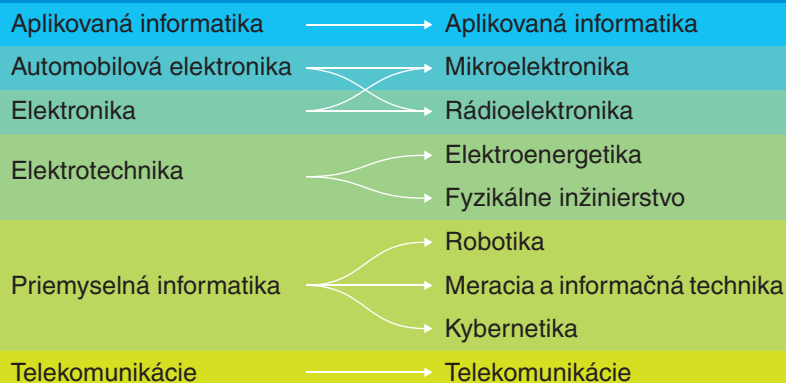 Aplikovaná informatika
Aplikovaná informatika
Automobilová elektronika
Mikroelektronika
Elektronika
Rádioelektronika
Elektrotechnika
Elektroenergetika
Fyzikálne inžinierstvo
Priemyselná informatika
Robotika
Meracia a informačná technika
Kybernetika
Telekomunikácie
Telekomunikácie